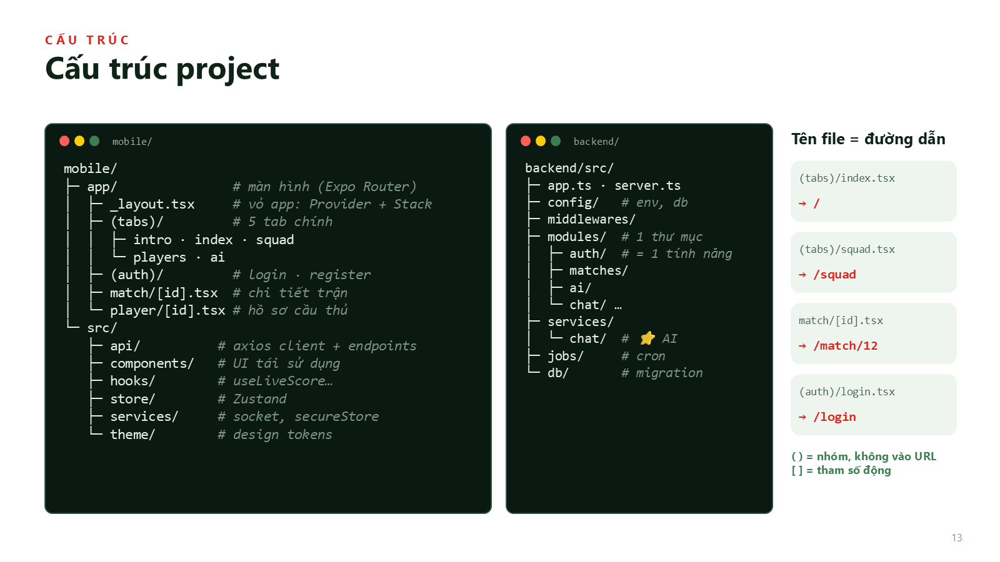 CẤU TRÚC
Cấu trúc project
mobile/
mobile/
├─ app/               # màn hình (Expo Router)
│  ├─ _layout.tsx     # vỏ app: Provider + Stack
│  ├─ (tabs)/         # 5 tab chính
│  │  ├─ intro · index · squad
│  │  └─ players · ai
│  ├─ (auth)/         # login · register
│  ├─ match/[id].tsx  # chi tiết trận
│  └─ player/[id].tsx # hồ sơ cầu thủ
└─ src/
   ├─ api/          # axios client + endpoints
   ├─ components/   # UI tái sử dụng
   ├─ hooks/        # useLiveScore…
   ├─ store/        # Zustand
   ├─ services/     # socket, secureStore
   └─ theme/        # design tokens
backend/
backend/src/
├─ app.ts · server.ts
├─ config/   # env, db
├─ middlewares/
├─ modules/  # 1 thư mục
│  ├─ auth/  # = 1 tính năng
│  ├─ matches/
│  ├─ ai/
│  └─ chat/ …
├─ services/
│  └─ chat/  # ⭐ AI
├─ jobs/     # cron
└─ db/       # migration
Tên file = đường dẫn
(tabs)/index.tsx
→ /
(tabs)/squad.tsx
→ /squad
match/[id].tsx
→ /match/12
(auth)/login.tsx
→ /login
( ) = nhóm, không vào URL
[ ] = tham số động
13